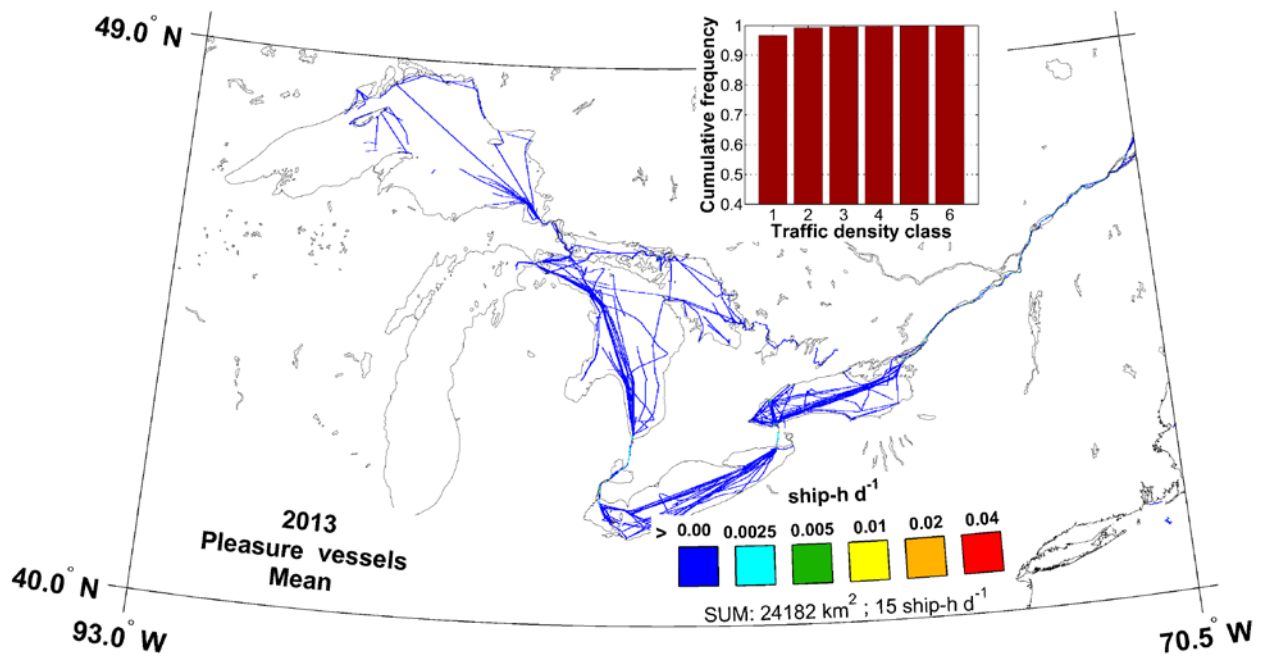 49.0° N
1
0.9
0.8
0.7
0.6
0.5
0.4
Cumulative frequency
1 2 3 4 5 6
Traffic density class
ship-h d⁻¹
> 0.00 0.0025 0.005 0.01 0.02 0.04
SUM: 24182 km² ; 15 ship-h d⁻¹
2013
Pleasure vessels
Mean
40.0° N
93.0° W
70.5° W